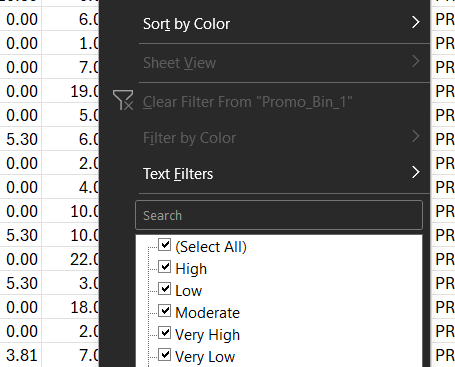 0.00 6.0 Sort by Color PR
0.00 1.0 PR
0.00 7.0 Sheet View PR
0.00 19.0 Clear Filter From "Promo_Bin_1" PR
0.00 5.0 PR
5.30 6.0 Filter by Color PR
0.00 2.0 Text Filters PR
0.00 4.0 PR
0.00 10.0 Search PR
5.30 10.0 (Select All) PR
0.00 22.0 High PR
5.30 3.0 Low PR
0.00 18.0 Moderate PR
0.00 2.0 Very High PR
3.81 7.0 Very Low PR